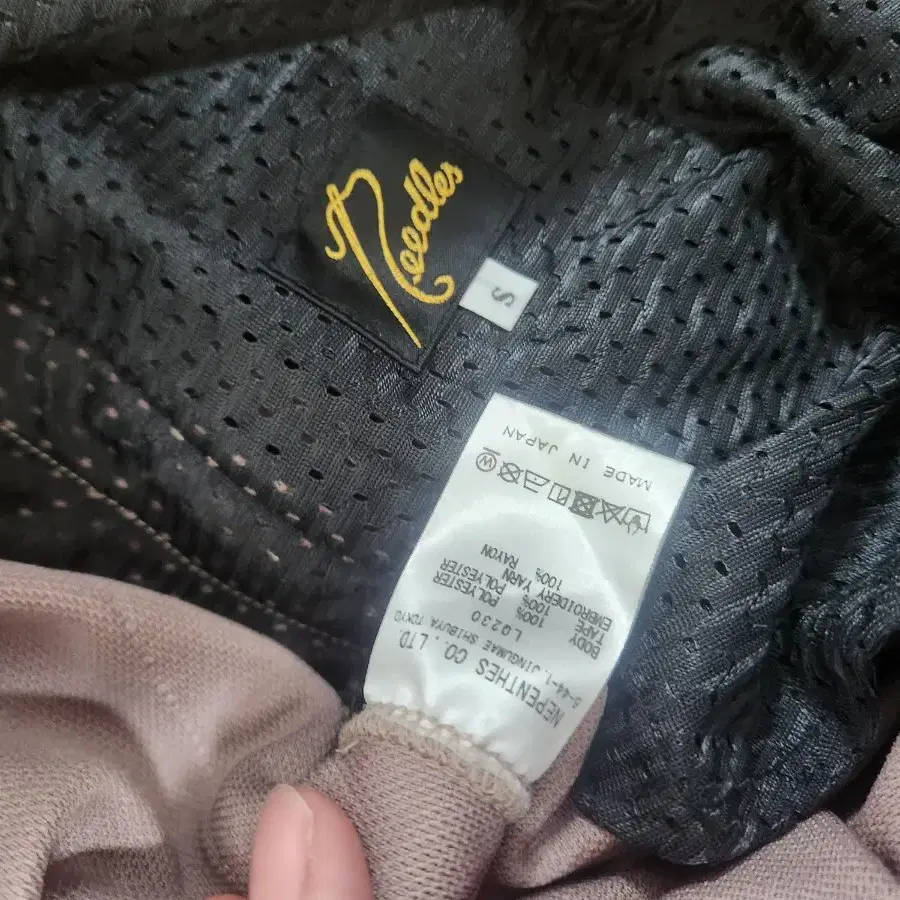 Needles
S
NEPENTHES CO., LTD.
5-44-1, JINGUMAE SHIBUYA TOKYO
LQ230
BODY 100% POLYESTER
TAPE 100% POLYESTER
EMBROIDERY YARN 100% RAYON
W
MADE IN JAPAN